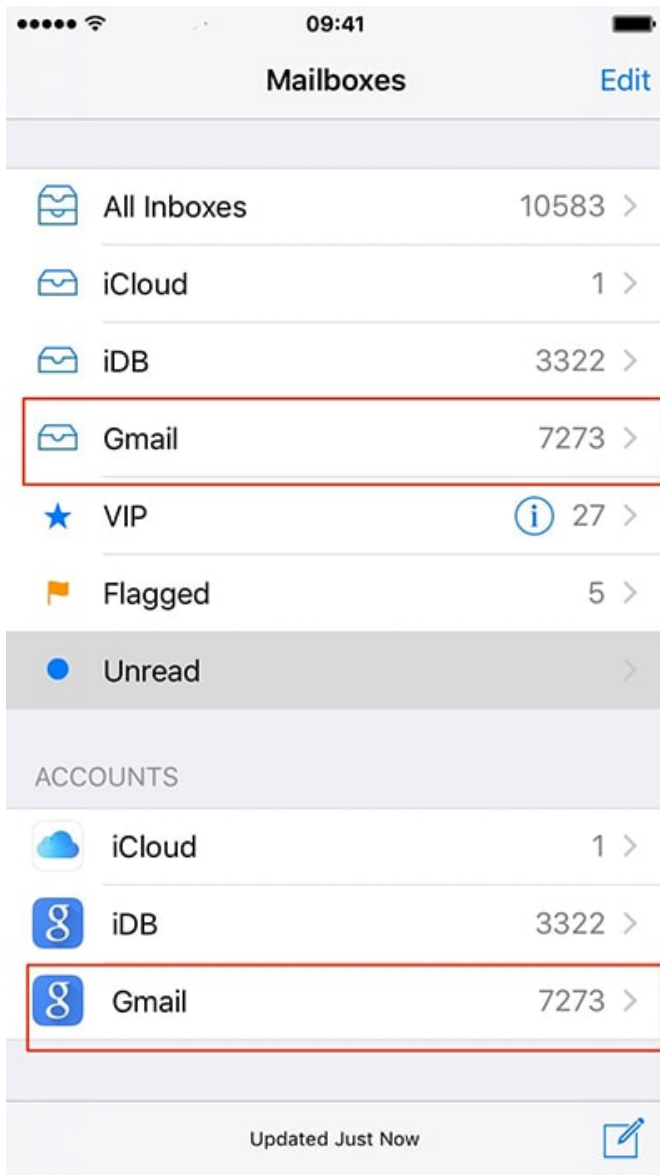 09:41
Mailboxes Edit
All Inboxes 10583
iCloud 1
iDB 3322
Gmail 7273
VIP i 27
Flagged 5
Unread
ACCOUNTS
iCloud 1
g iDB 3322
g Gmail 7273
Updated Just Now